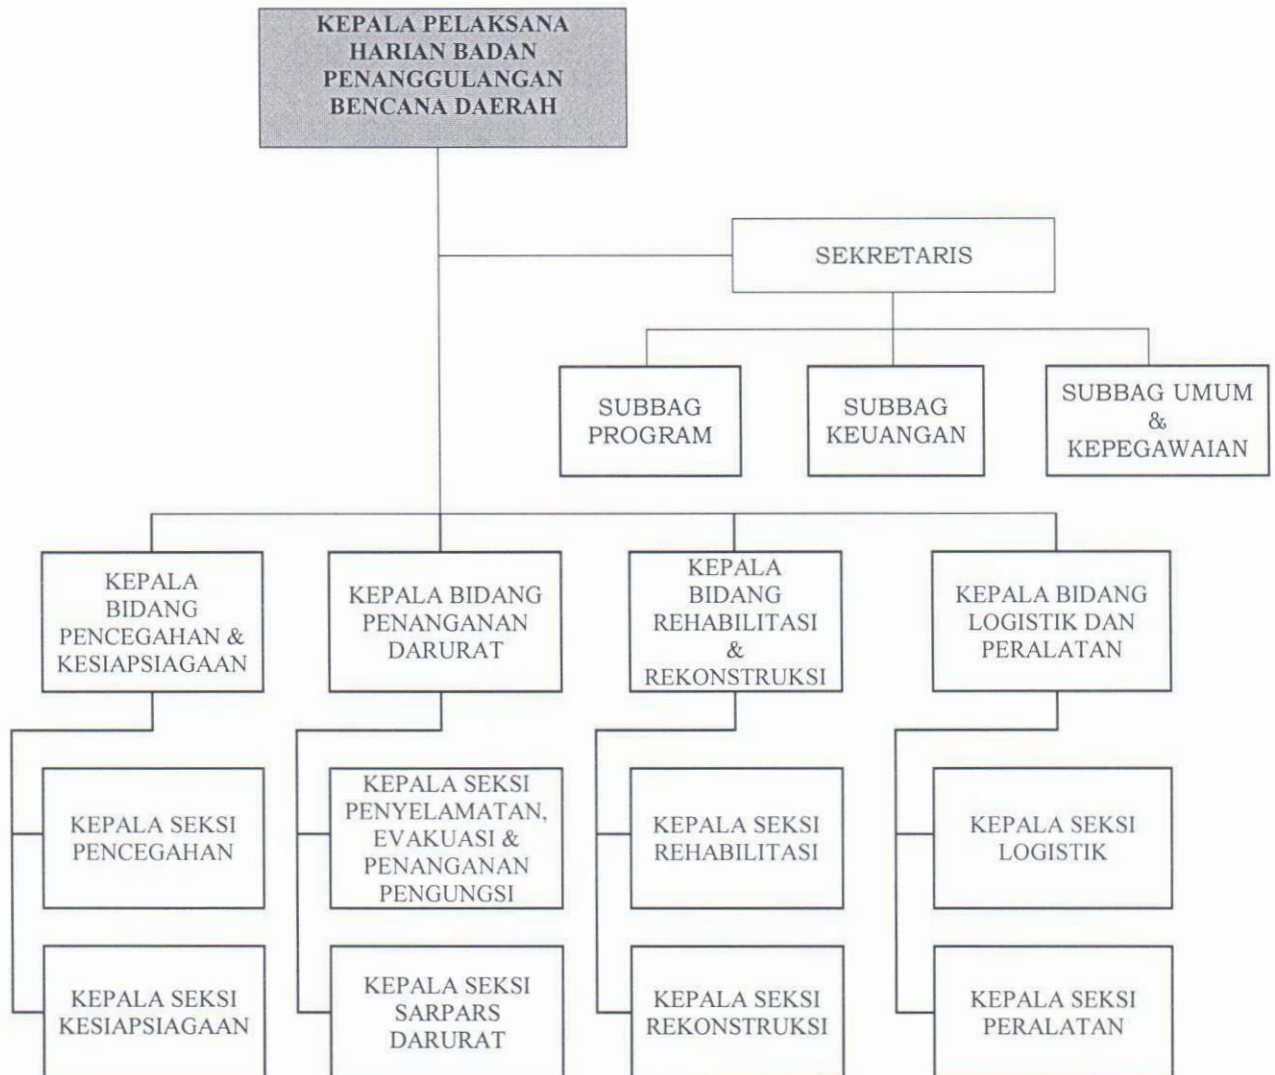 KEPALA PELAKSANA
HARIAN BADAN
PENANGGULANGAN
BENCANA DAERAH
SEKRETARIS
SUBBAG
PROGRAM
SUBBAG
KEUANGAN
SUBBAG UMUM
&
KEPEGAWAIAN
KEPALA
BIDANG
PENCEGAHAN &
KESIAPSIAGAAN
KEPALA BIDANG
PENANGANAN
DARURAT
KEPALA
BIDANG
REHABILITASI
&
REKONSTRUKSI
KEPALA BIDANG
LOGISTIK DAN
PERALATAN
KEPALA SEKSI
PENCEGAHAN
KEPALA SEKSI
PENYELAMATAN,
EVAKUASI &
PENANGANAN
PENGUNGSI
KEPALA SEKSI
REHABILITASI
KEPALA SEKSI
LOGISTIK
KEPALA SEKSI
KESIAPSIAGAAN
KEPALA SEKSI
SARPARS
DARURAT
KEPALA SEKSI
REKONSTRUKSI
KEPALA SEKSI
PERALATAN